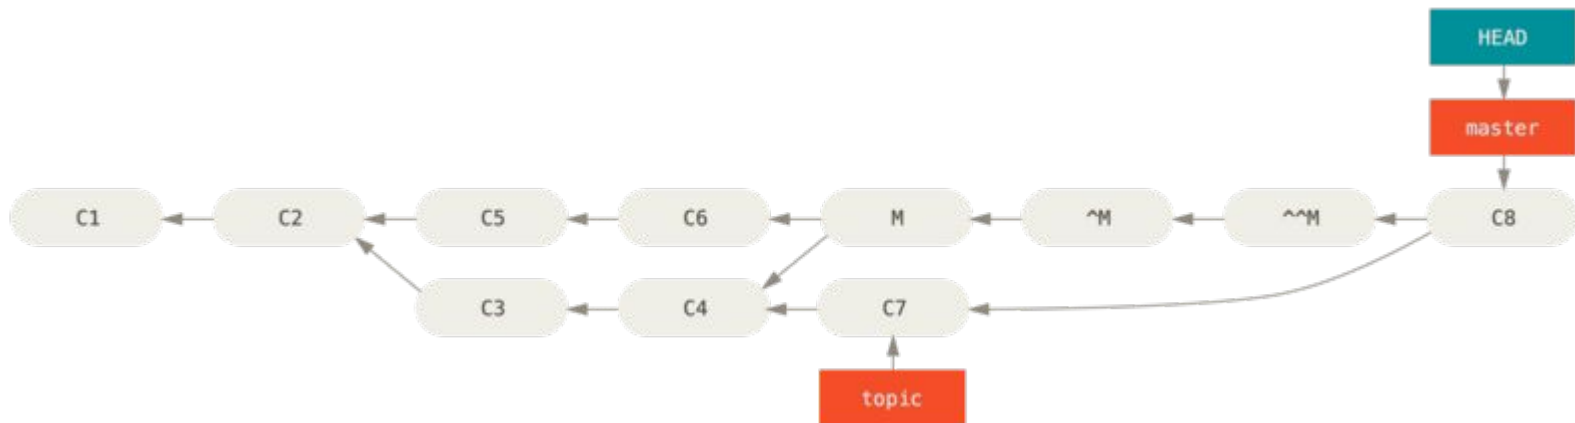 HEAD
master
C1 C2 C5 C6 M ^M ^^M C8
C3 C4 C7
topic